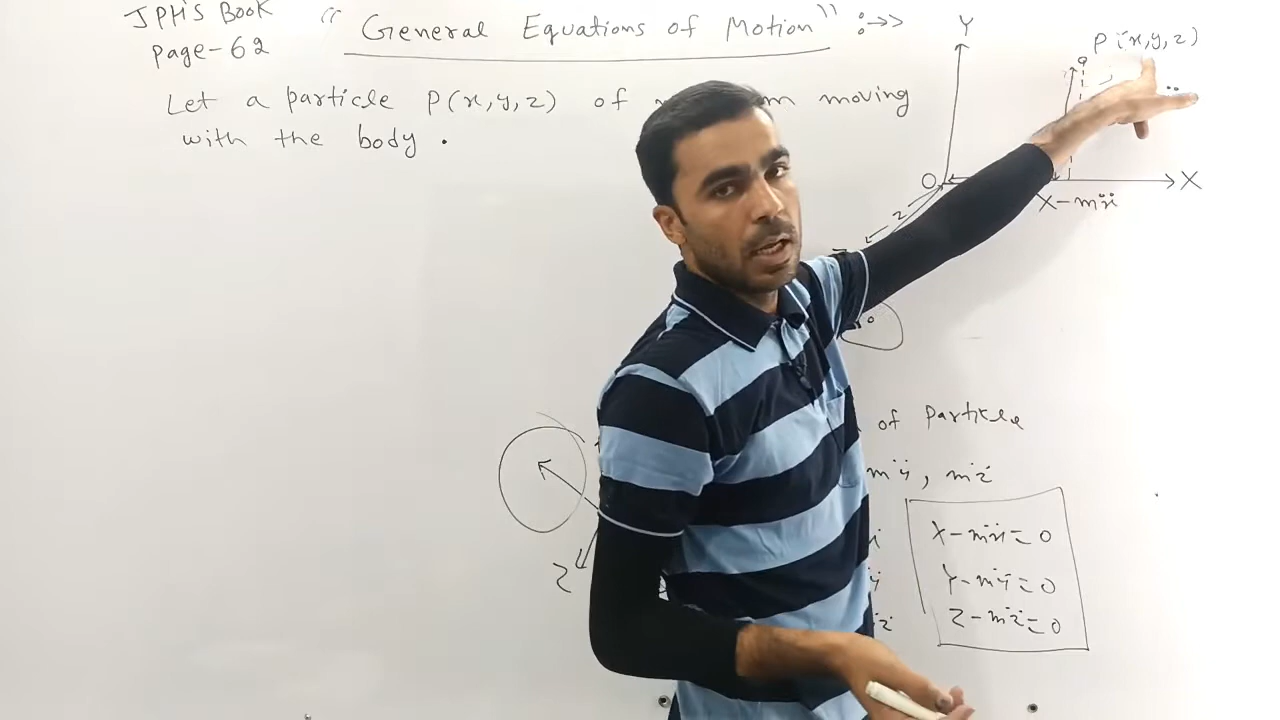 JPH'S BOOK
Page-62
" General Equations of Motion " :->>
Let a particle P(x,y,z) of moving
with the body .
Y
P(x,y,z)
O
X
X-mẍ
z
of particle
mÿ, mz̈
X-mẍ=0
Y-mÿ=0
Z-mz̈=0
Z